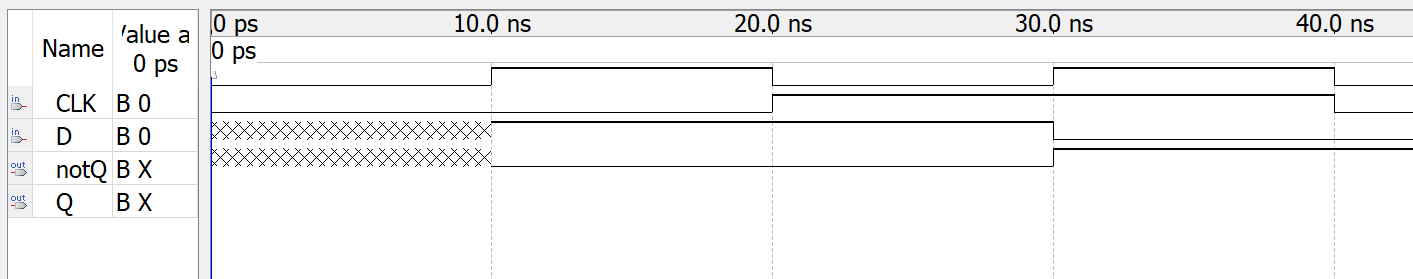 Name
Value a
0 ps
0 ps
10.0 ns
20.0 ns
30.0 ns
40.0 ns
0 ps
in CLK B 0
in D B 0
out notQ B X
out Q B X